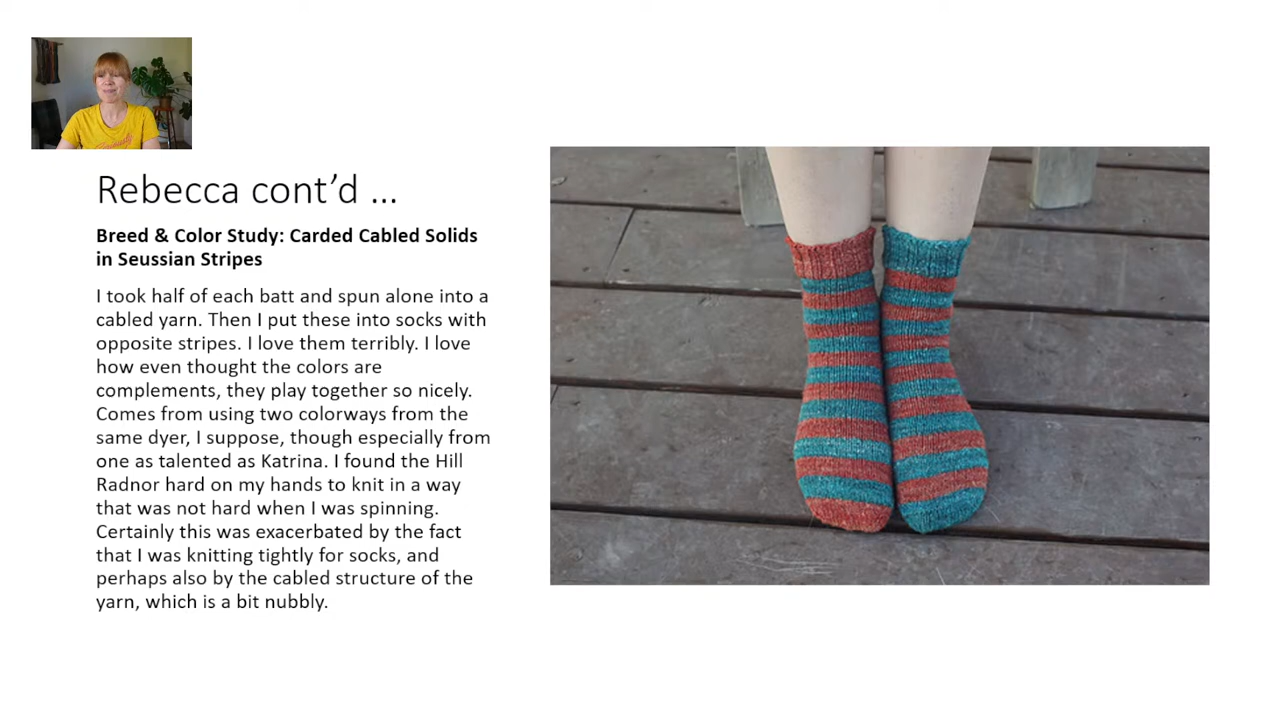 Rebecca cont’d …
Breed & Color Study: Carded Cabled Solids
in Seussian Stripes
I took half of each batt and spun alone into a
cabled yarn. Then I put these into socks with
opposite stripes. I love them terribly. I love
how even thought the colors are
complements, they play together so nicely.
Comes from using two colorways from the
same dyer, I suppose, though especially from
one as talented as Katrina. I found the Hill
Radnor hard on my hands to knit in a way
that was not hard when I was spinning.
Certainly this was exacerbated by the fact
that I was knitting tightly for socks, and
perhaps also by the cabled structure of the
yarn, which is a bit nubbly.